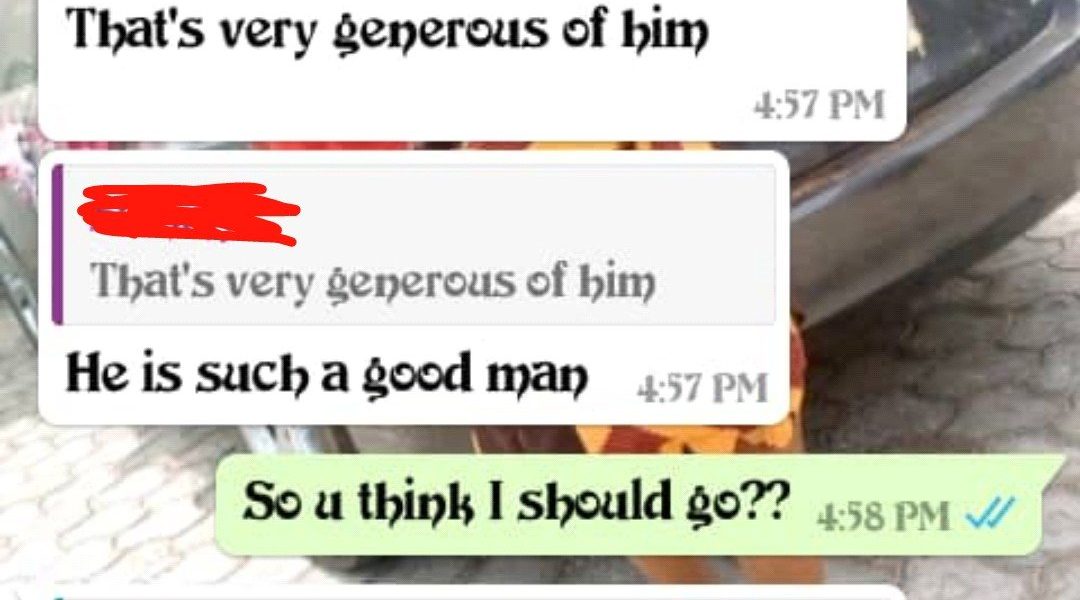 That's very generous of him
4:57 PM
That's very generous of him
He is such a good man 4:57 PM
So u think I should go?? 4:58 PM